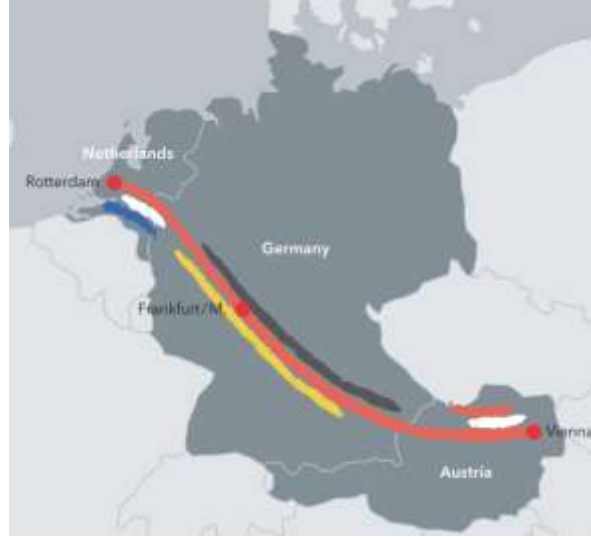 Netherlands
Rotterdam
Germany
Frankfurt/M.
Vienna
Austria